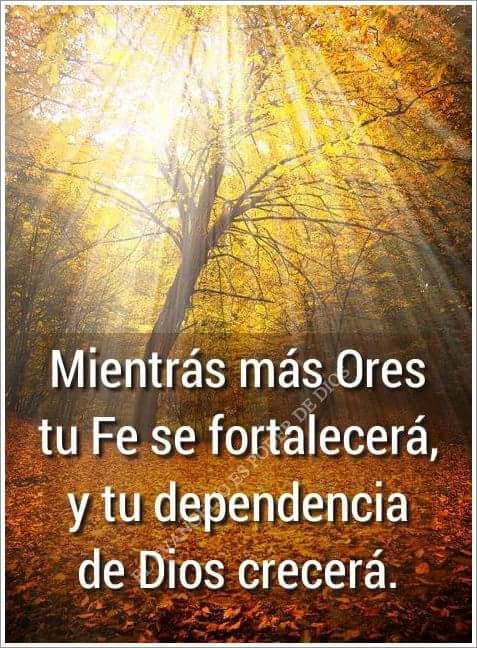 Mientrás más Ores
tu Fe se fortalecerá,
y tu dependencia
de Dios crecerá.